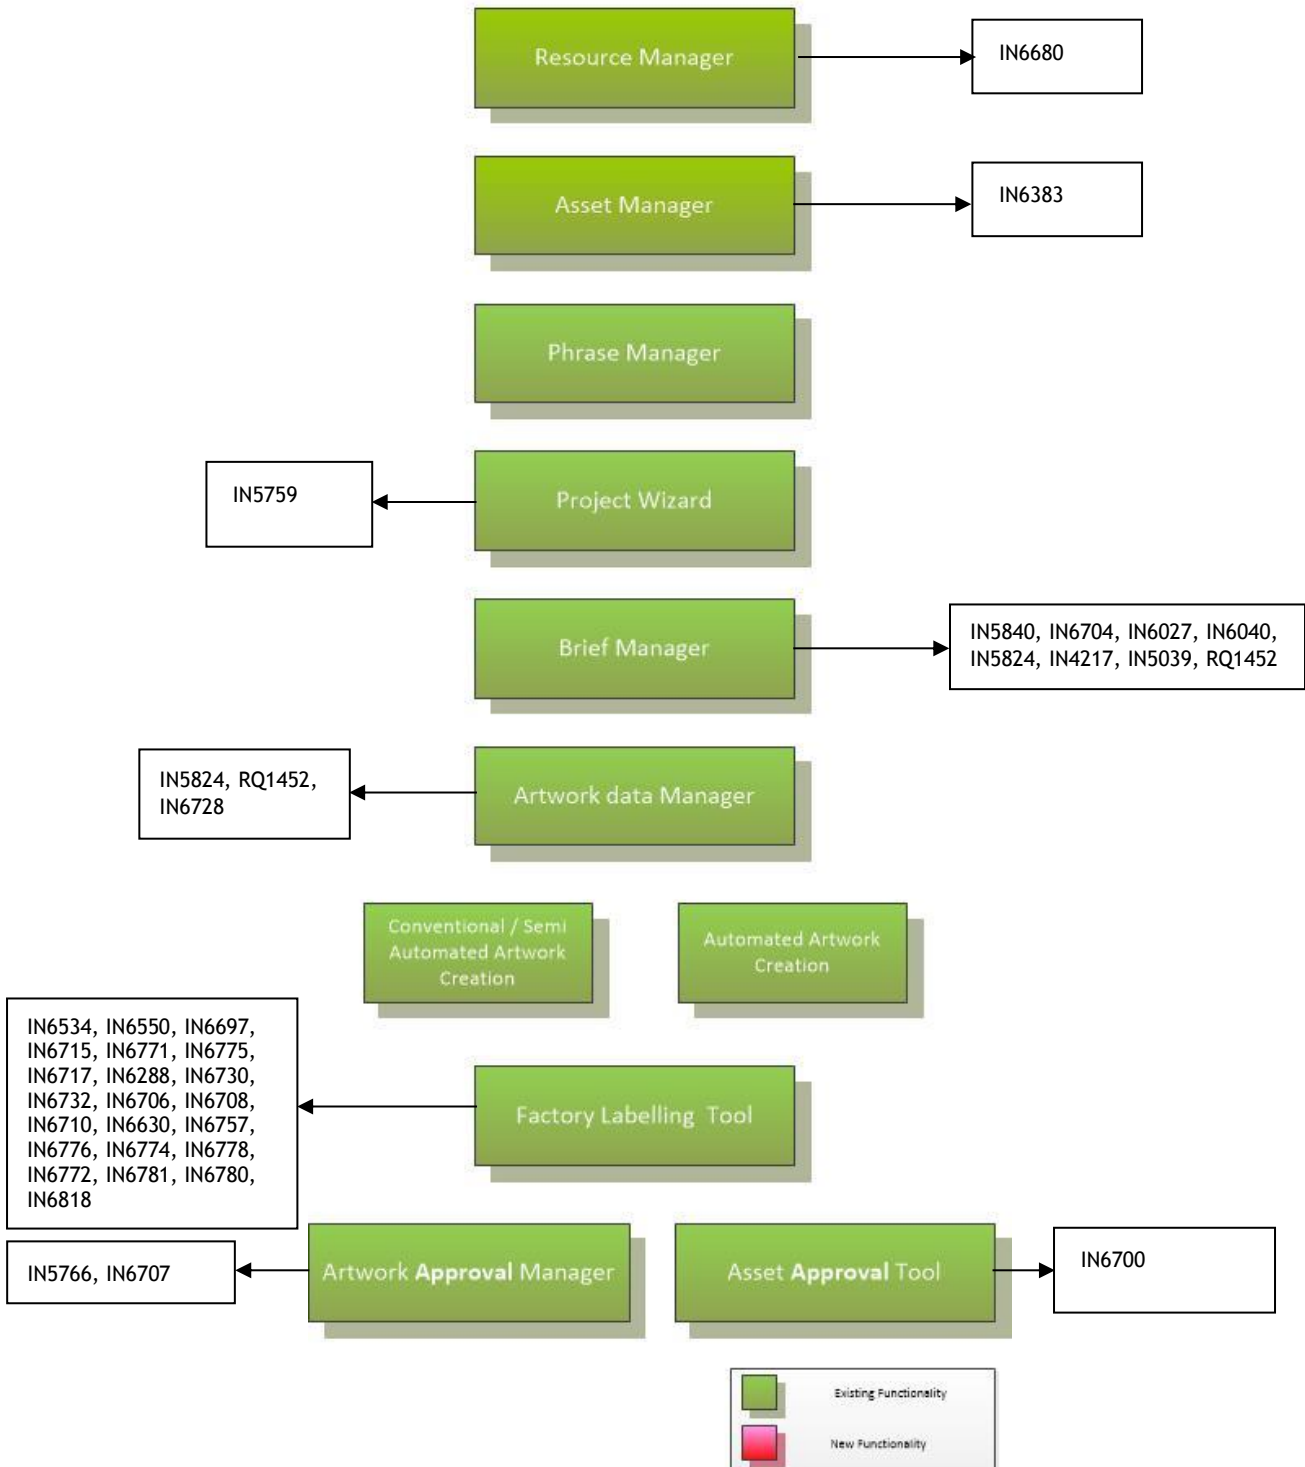 Resource Manager
IN6680
Asset Manager
IN6383
Phrase Manager
IN5759
Project Wizard
Brief Manager
IN5840, IN6704, IN6027, IN6040,
IN5824, IN4217, IN5039, RQ1452
IN5824, RQ1452,
IN6728
Artwork data Manager
Conventional / Semi
Automated Artwork
Creation
Automated Artwork
Creation
IN6534, IN6550, IN6697,
IN6715, IN6771, IN6775,
IN6717, IN6288, IN6730,
IN6732, IN6706, IN6708,
IN6710, IN6630, IN6757,
IN6776, IN6774, IN6778,
IN6772, IN6781, IN6780,
IN6818
Factory Labelling Tool
IN5766, IN6707
Artwork Approval Manager
Asset Approval Tool
IN6700
Existing Functionality
New Functionality